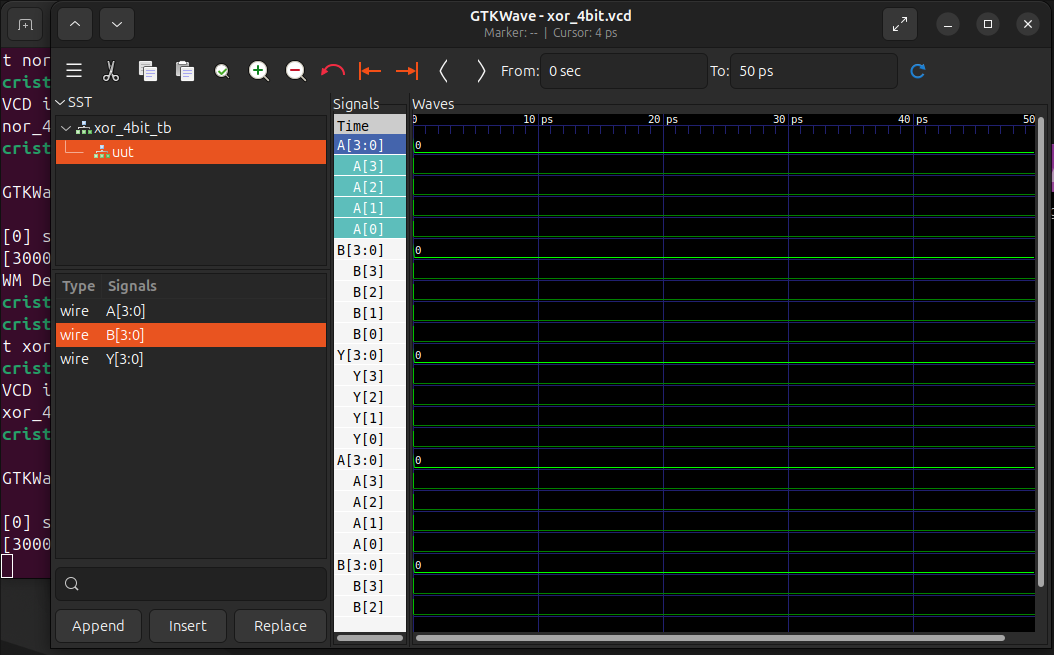 GTKWave - xor_4bit.vcd
Marker: -- | Cursor: 4 ps
From: 0 sec To: 50 ps
t nor
crist
VCD i
nor_4
crist
GTKWa
[0] s
[3000
WM De
crist
crist
t xor
crist
VCD i
xor_4
crist
GTKWa
[0] s
[3000
SST
xor_4bit_tb
uut
Type Signals
wire A[3:0]
wire B[3:0]
wire Y[3:0]
Append Insert Replace
Signals
Time
A[3:0]
A[3]
A[2]
A[1]
A[0]
B[3:0]
B[3]
B[2]
B[1]
B[0]
Y[3:0]
Y[3]
Y[2]
Y[1]
Y[0]
A[3:0]
A[3]
A[2]
A[1]
A[0]
B[3:0]
B[3]
B[2]
Waves
0 10 ps 20 ps 30 ps 40 ps 50
0
0
0
0
0